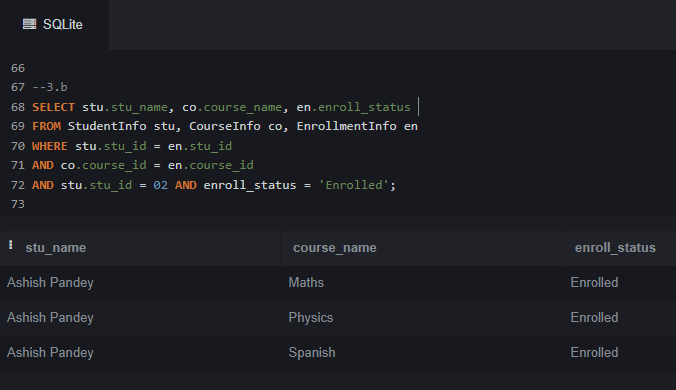 SQLite
66
67 --3.b
68 SELECT stu.stu_name, co.course_name, en.enroll_status
69 FROM StudentInfo stu, CourseInfo co, EnrollmentInfo en
70 WHERE stu.stu_id = en.stu_id
71 AND co.course_id = en.course_id
72 AND stu.stu_id = 02 AND enroll_status = 'Enrolled';
73
stu_name course_name enroll_status
Ashish Pandey Maths Enrolled
Ashish Pandey Physics Enrolled
Ashish Pandey Spanish Enrolled